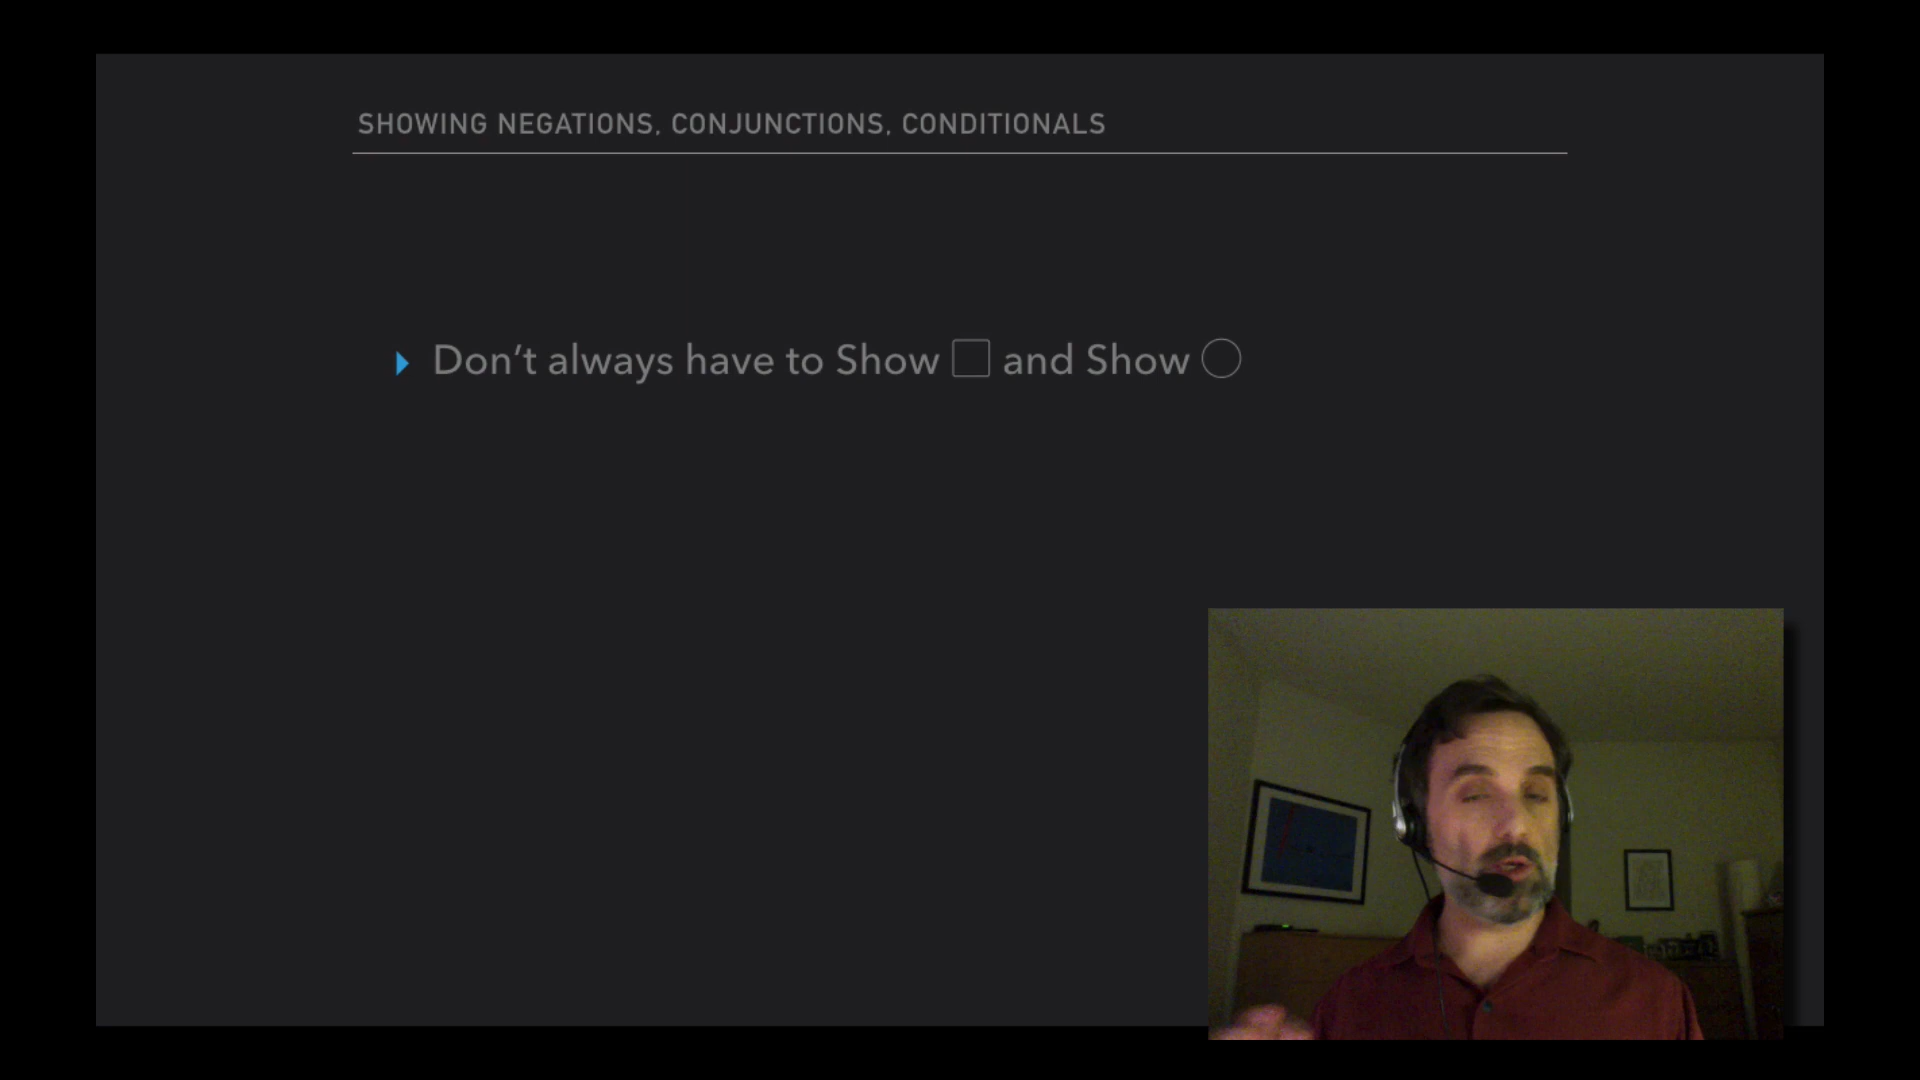 SHOWING NEGATIONS, CONJUNCTIONS, CONDITIONALS
Don’t always have to Show □ and Show ○